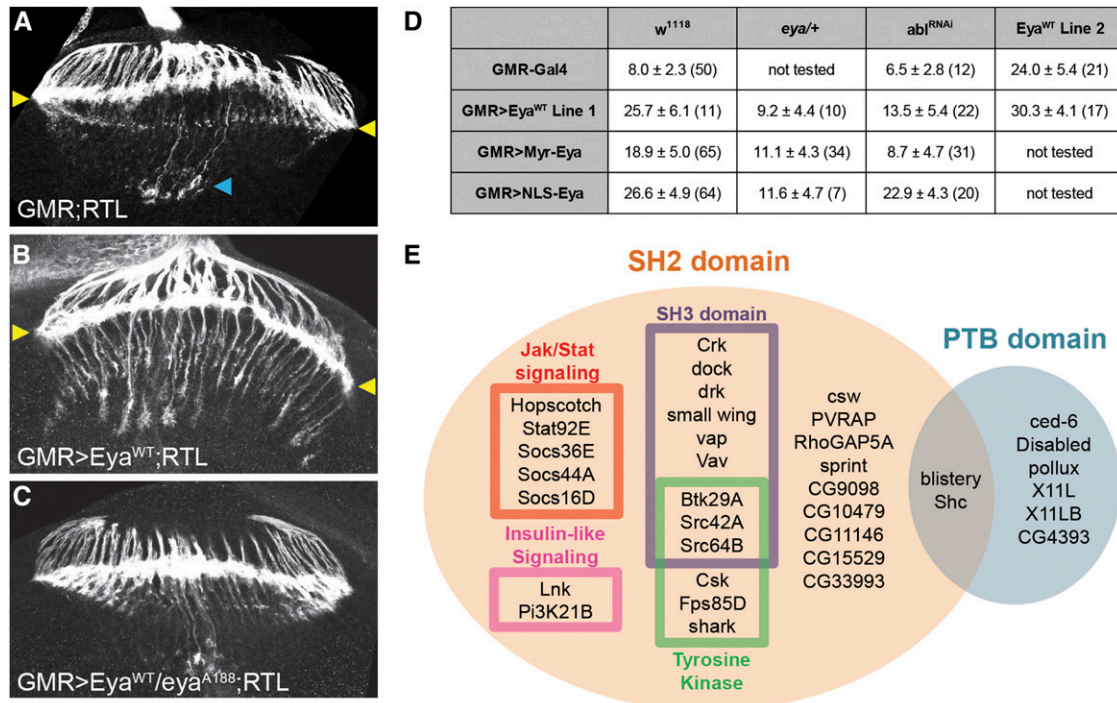 A
GMR;RTL
B
GMR>Eya^WT;RTL
C
GMR>Eya^WT/eya^A188;RTL
D
w^1118 eya/+ abl^RNAi Eya^WT Line 2
GMR-Gal4 8.0 ± 2.3 (50) not tested 6.5 ± 2.8 (12) 24.0 ± 5.4 (21)
GMR>Eya^WT Line 1 25.7 ± 6.1 (11) 9.2 ± 4.4 (10) 13.5 ± 5.4 (22) 30.3 ± 4.1 (17)
GMR>Myr-Eya 18.9 ± 5.0 (65) 11.1 ± 4.3 (34) 8.7 ± 4.7 (31) not tested
GMR>NLS-Eya 26.6 ± 4.9 (64) 11.6 ± 4.7 (7) 22.9 ± 4.3 (20) not tested
E
SH2 domain
Jak/Stat
signaling
Hopscotch
Stat92E
Socs36E
Socs44A
Socs16D
Insulin-like
Signaling
Lnk
Pi3K21B
SH3 domain
Crk
dock
drk
small wing
vap
Vav
Btk29A
Src42A
Src64B
Csk
Fps85D
shark
Tyrosine
Kinase
csw
PVRAP
RhoGAP5A
sprint
CG9098
CG10479
CG11146
CG15529
CG33993
blistery
Shc
PTB domain
ced-6
Disabled
pollux
X11L
X11LB
CG4393